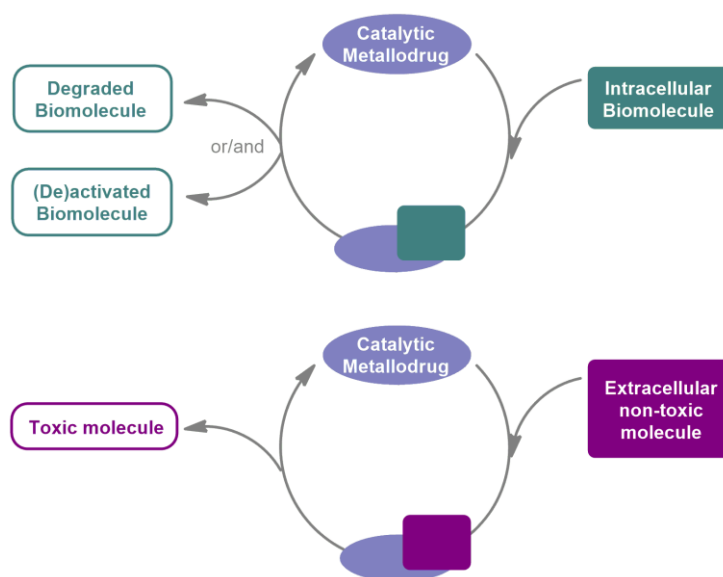 Catalytic
Metallodrug
Degraded
Biomolecule
Intracellular
Biomolecule
or/and
(De)activated
Biomolecule
Catalytic
Metallodrug
Extracellular
non-toxic
molecule
Toxic molecule